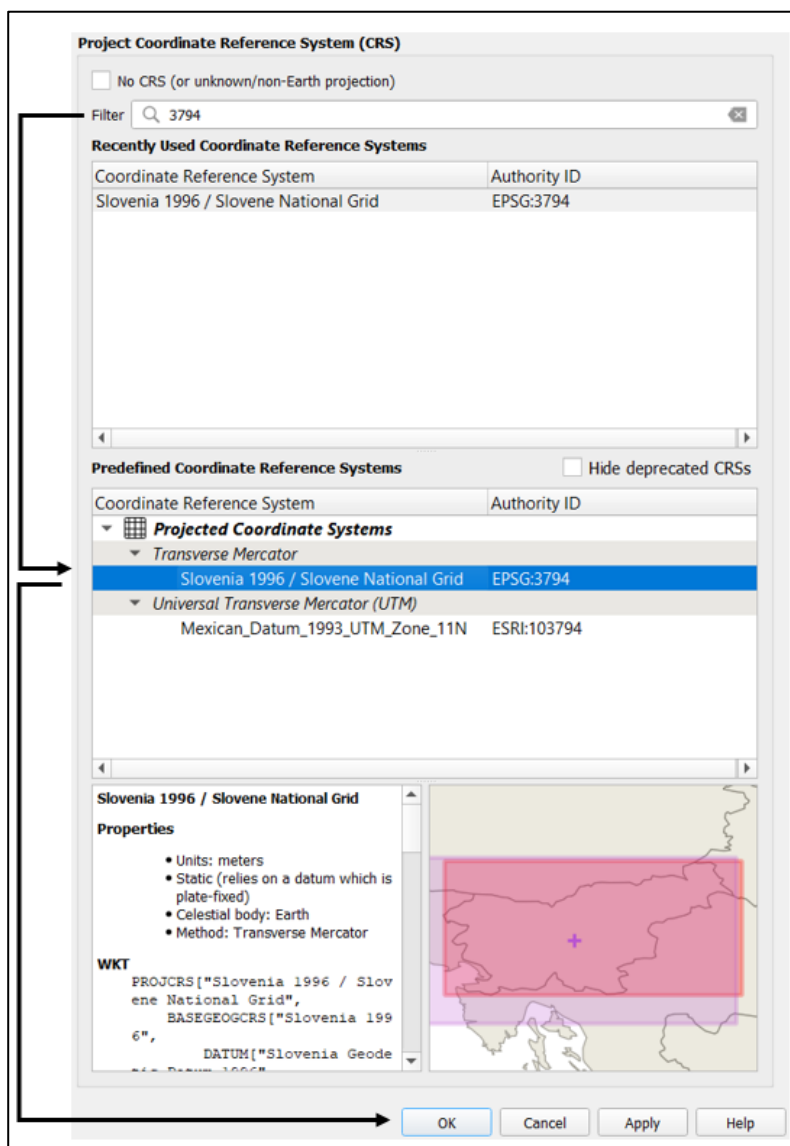 Project Coordinate Reference System (CRS)
No CRS (or unknown/non-Earth projection)
Filter 3794
Recently Used Coordinate Reference Systems
Coordinate Reference System Authority ID
Slovenia 1996 / Slovene National Grid EPSG:3794
Predefined Coordinate Reference Systems Hide deprecated CRSs
Coordinate Reference System Authority ID
Projected Coordinate Systems
Transverse Mercator
Slovenia 1996 / Slovene National Grid EPSG:3794
Universal Transverse Mercator (UTM)
Mexican_Datum_1993_UTM_Zone_11N ESRI:103794
Slovenia 1996 / Slovene National Grid
Properties
• Units: meters
• Static (relies on a datum which is
plate-fixed)
• Celestial body: Earth
• Method: Transverse Mercator
WKT
PROJCRS["Slovenia 1996 / Slov
ene National Grid",
BASEGEOGCRS["Slovenia 199
6",
DATUM["Slovenia Geode
OK Cancel Apply Help